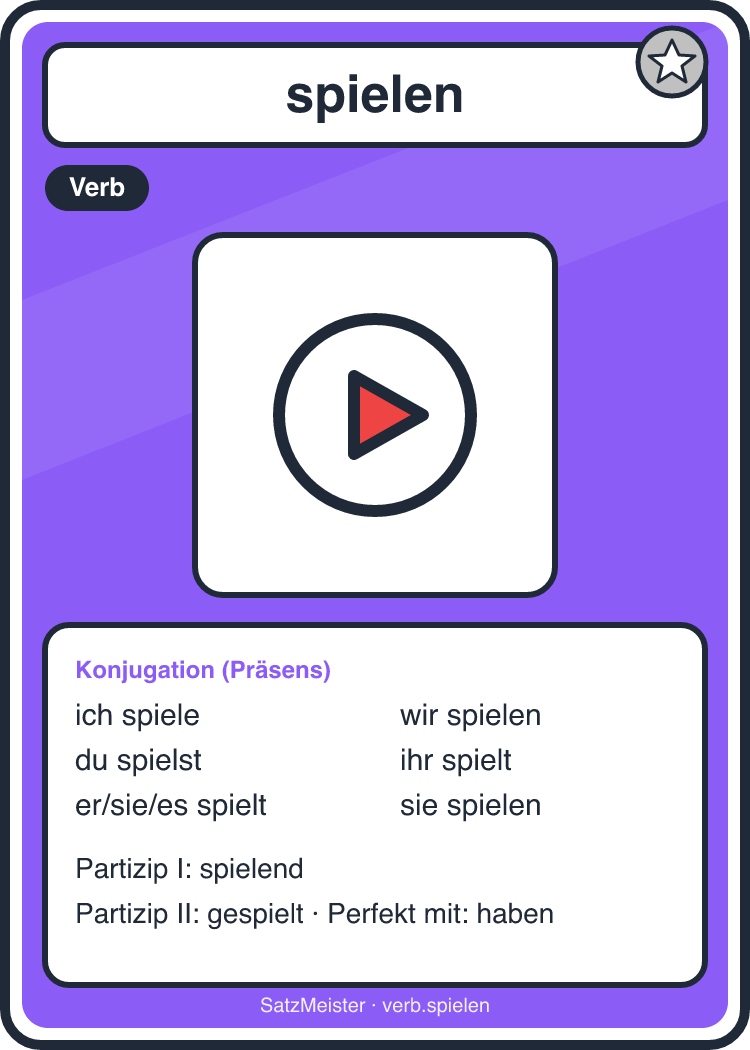 spielen
Verb
Konjugation (Präsens)
ich spiele
wir spielen
du spielst
ihr spielt
er/sie/es spielt
sie spielen
Partizip I: spielend
Partizip II: gespielt · Perfekt mit: haben
SatzMeister · verb.spielen